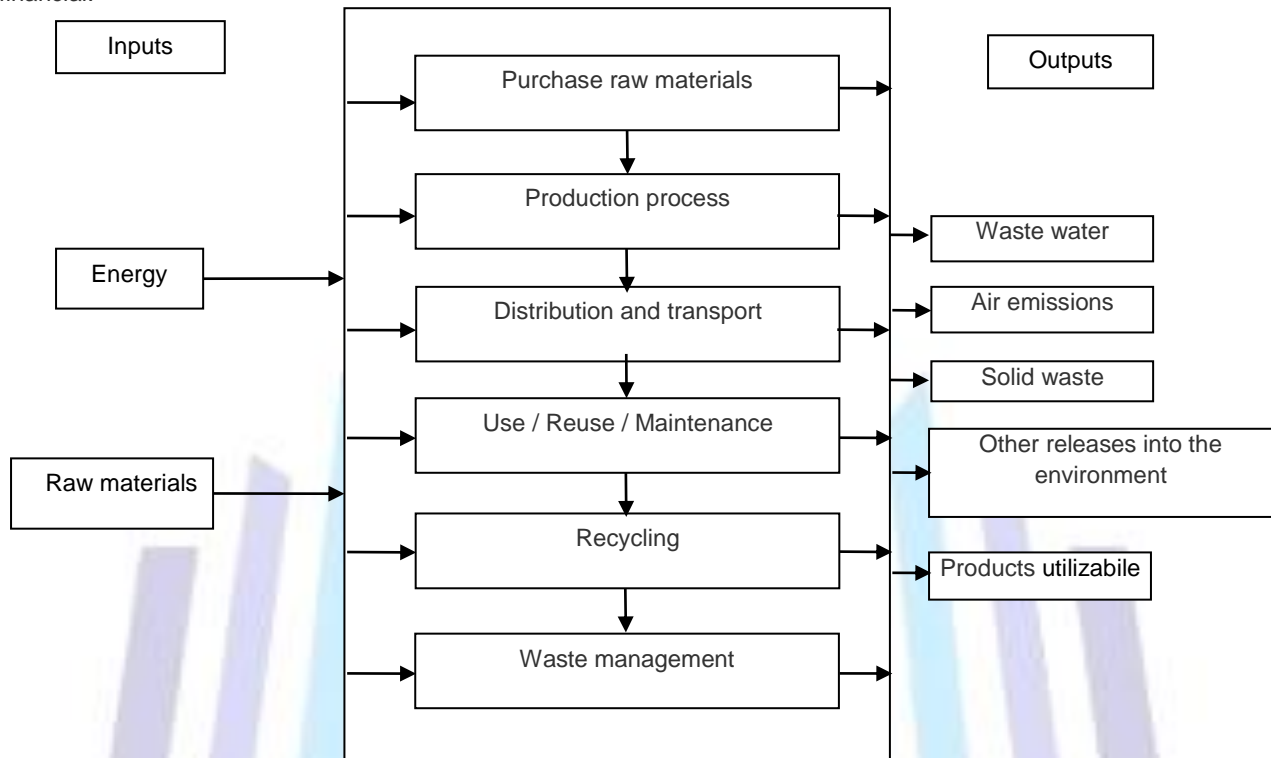 Inputs
Outputs
Purchase raw materials
Production process
Waste water
Energy
Distribution and transport
Air emissions
Solid waste
Use / Reuse / Maintenance
Other releases into the
environment
Raw materials
Recycling
Products utilizabile
Waste management